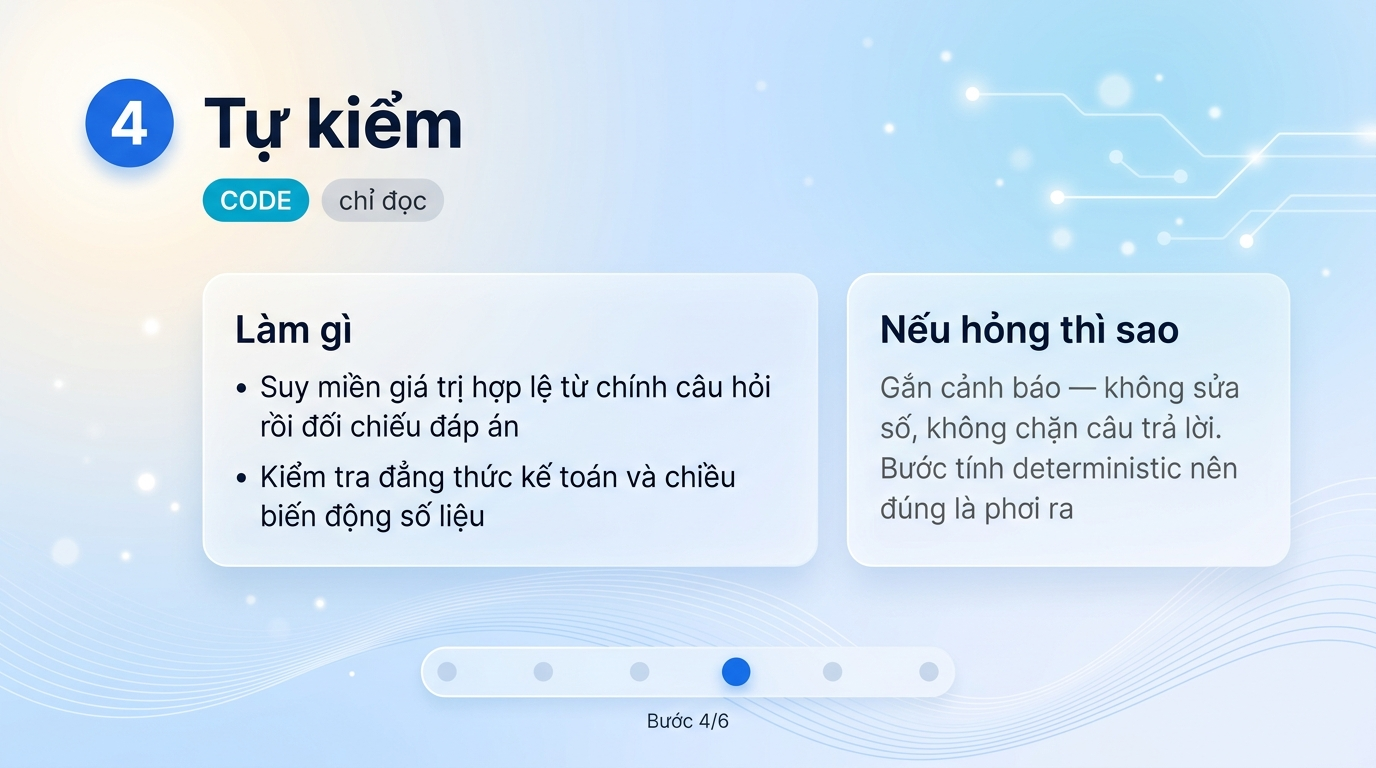 4
Tự kiểm
CODE
chỉ đọc
Làm gì
• Suy miền giá trị hợp lệ từ chính câu hỏi
rồi đối chiếu đáp án
• Kiểm tra đẳng thức kế toán và chiều
biến động số liệu
Nếu hỏng thì sao
Gắn cảnh báo — không sửa
số, không chặn câu trả lời.
Bước tính deterministic nên
đúng là phơi ra
Bước 4/6